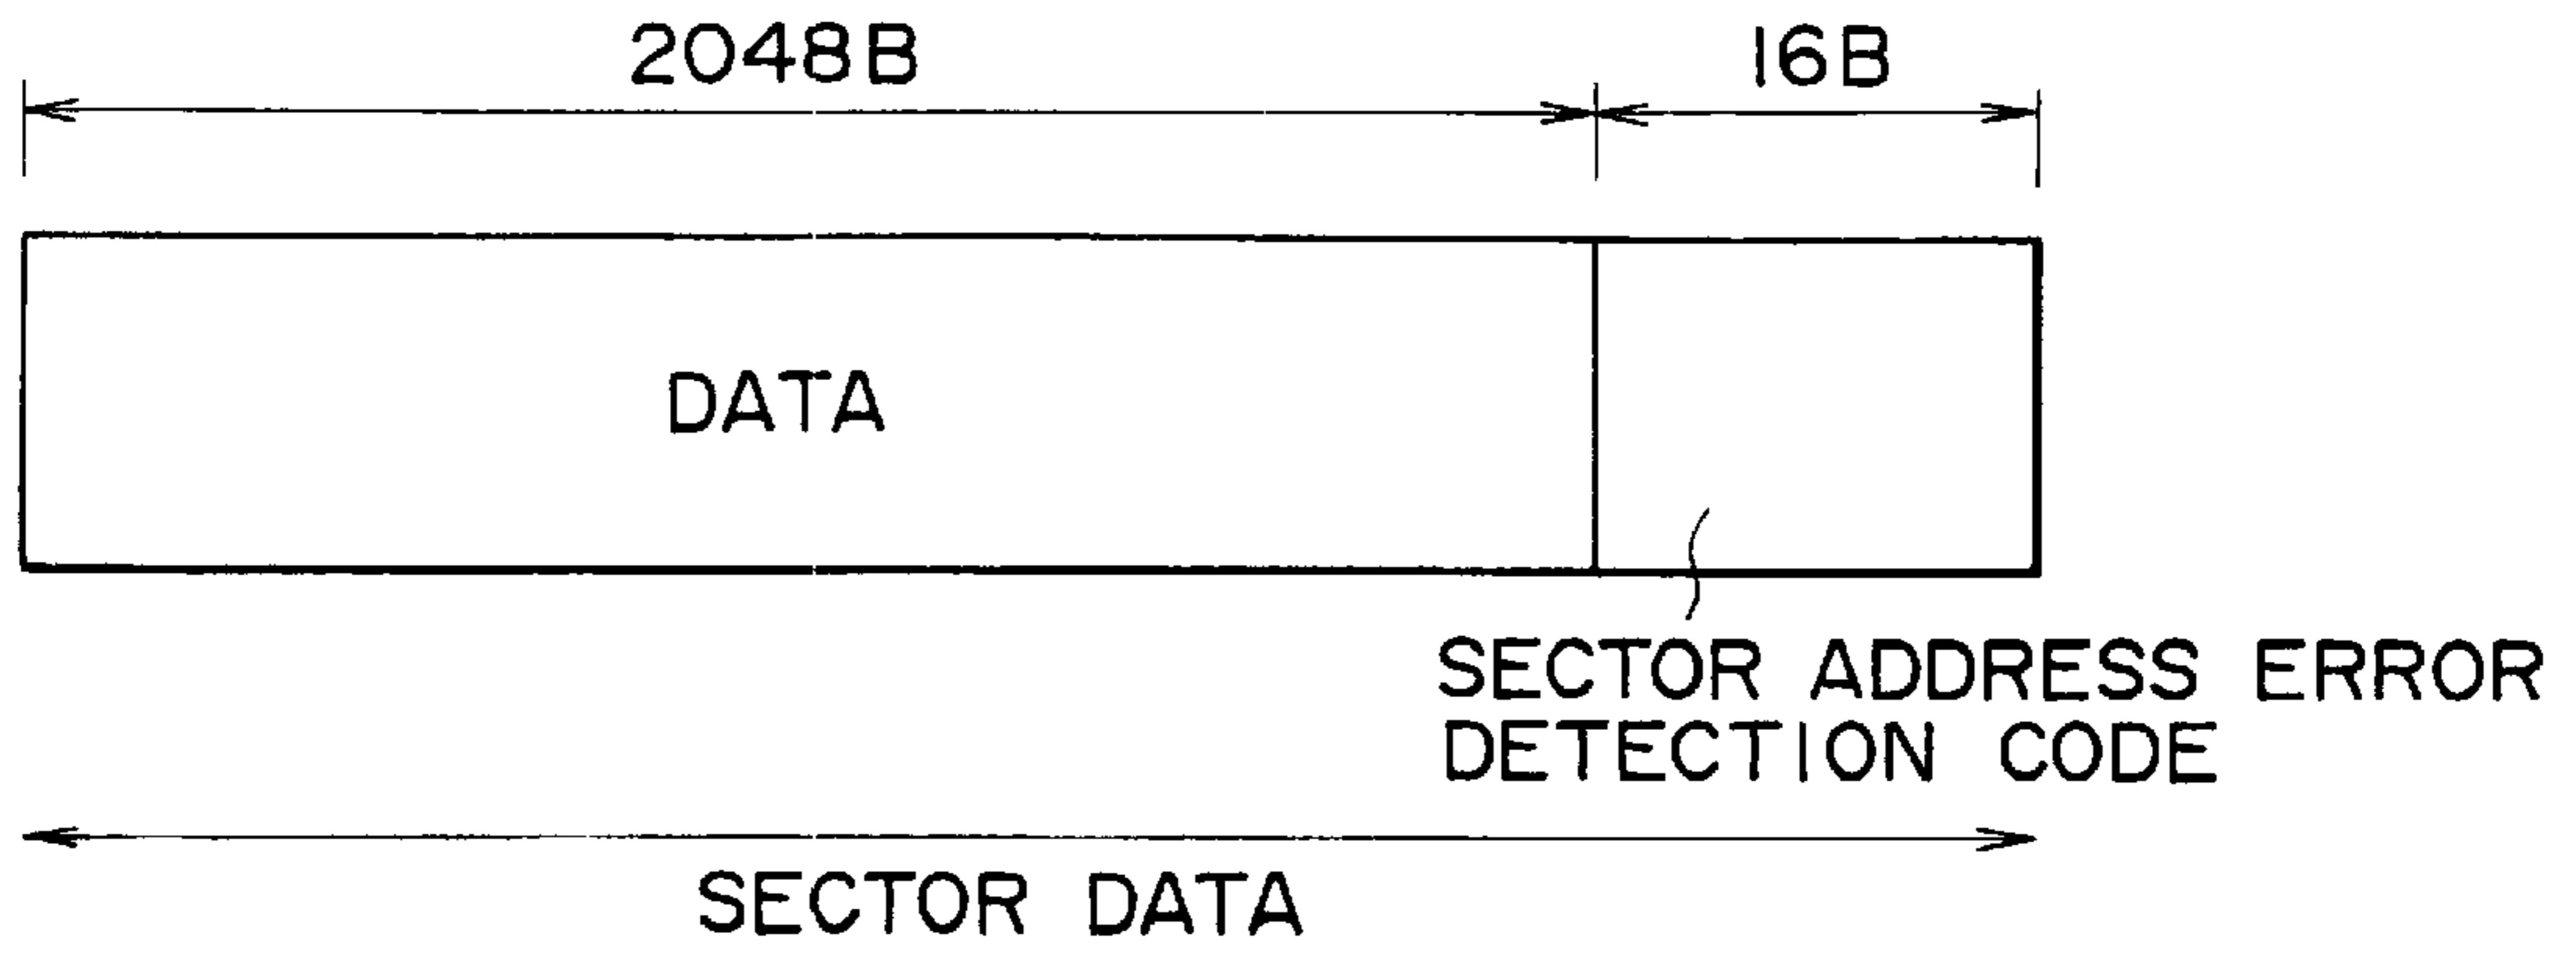 2048B
16B
DATA
SECTOR ADDRESS ERROR
DETECTION CODE
SECTOR DATA